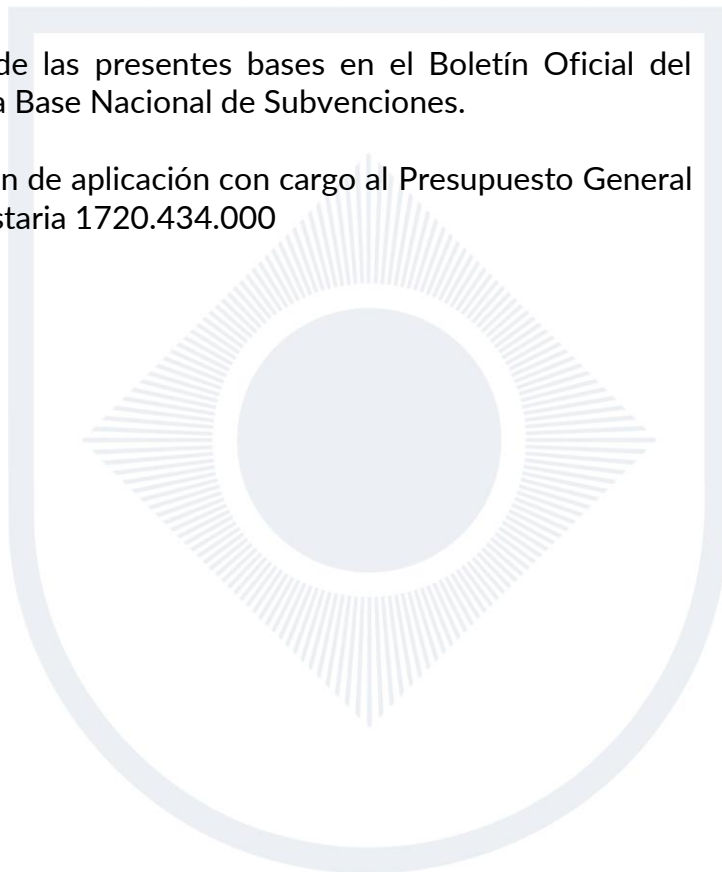 de las presentes bases en el Boletín Oficial del
a Base Nacional de Subvenciones.
n de aplicación con cargo al Presupuesto General
staria 1720.434.000